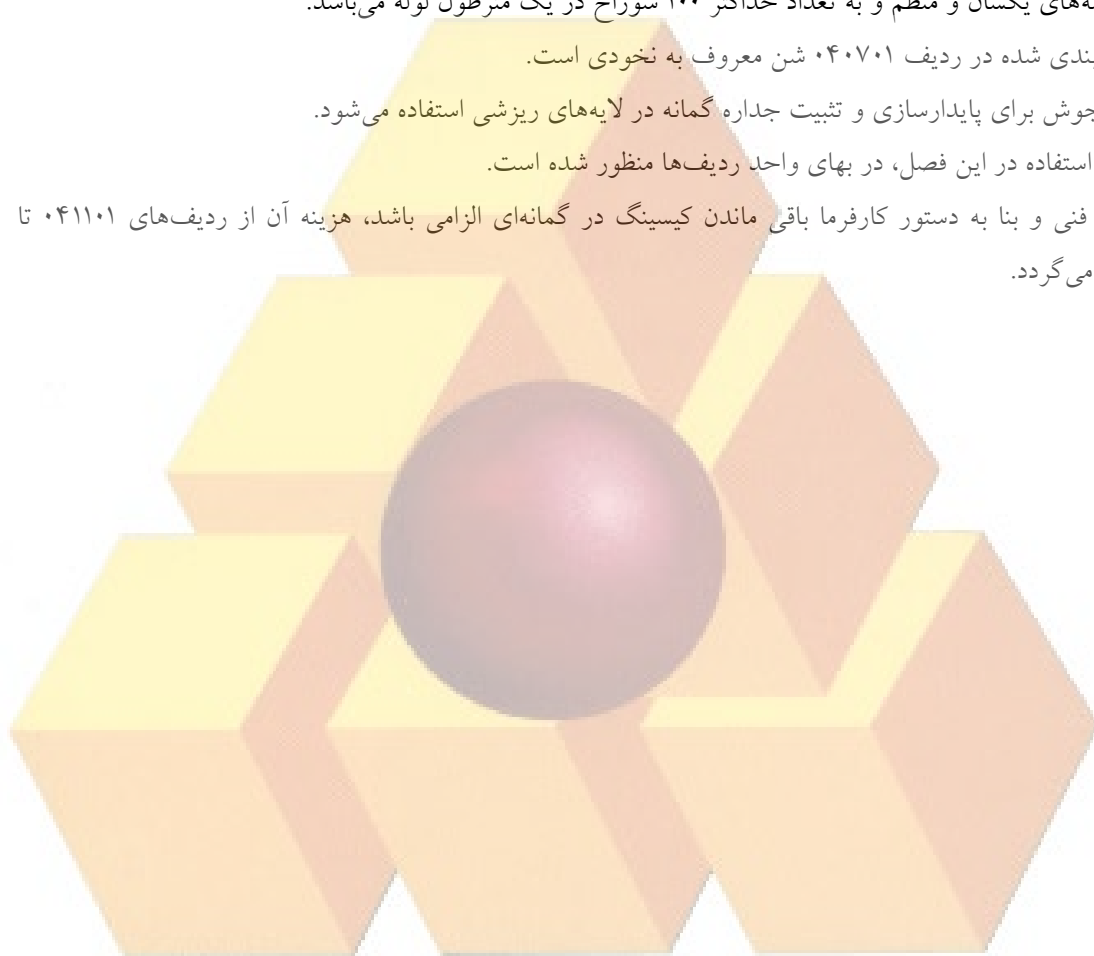 های یکسان و منظم و به تعداد حداکثر ۱۰۰ سوراخ در یک مترطول لوله می‌باشد.
بندی شده در ردیف ۰۴۰۷۰۱ شن معروف به نخودی است.
جوش برای پایدارسازی و تثبیت جداره گمانه در لایه‌های ریزشی استفاده می‌شود.
استفاده در این فصل، در بهای واحد ردیف‌ها منظور شده است.
فنی و بنا به دستور کارفرما باقی ماندن کیسینگ در گمانه‌ای الزامی باشد، هزینه آن از ردیف‌های ۰۴۱۱۰۱ تا
می‌گردد.